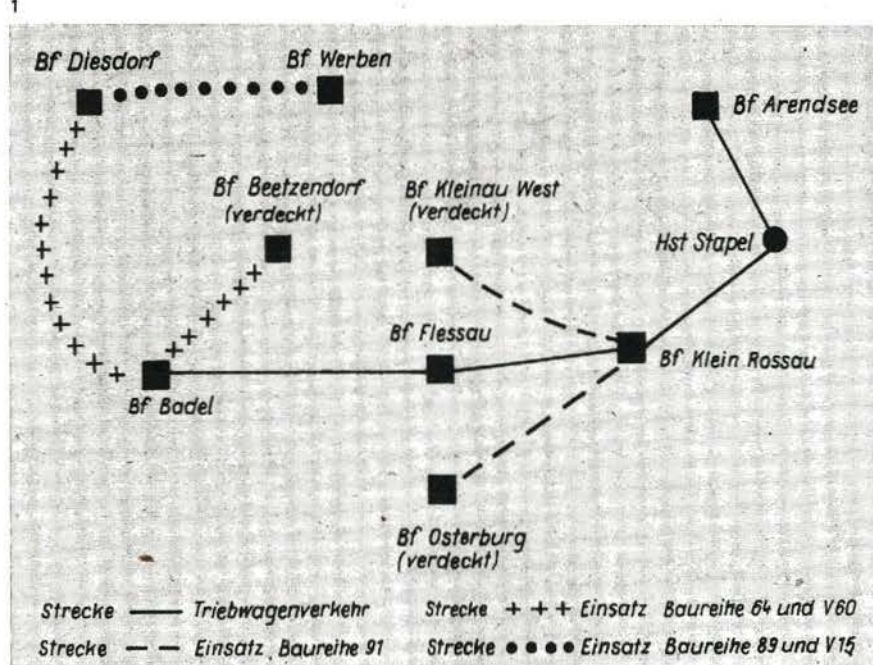 1
Bf Diesdorf
Bf Werben
Bf Arendsee
Bf Beetzendorf
(verdeckt)
Bf Kleinau West
(verdeckt)
Hst Stapel
Bf Flessau
Bf Klein Rossau
Bf Badel
Bf Osterburg
(verdeckt)
Strecke Triebwagenverkehr
Strecke Einsatz Baureihe 64 und V60
Strecke Einsatz Baureihe 91
Strecke Einsatz Baureihe 89 und V15